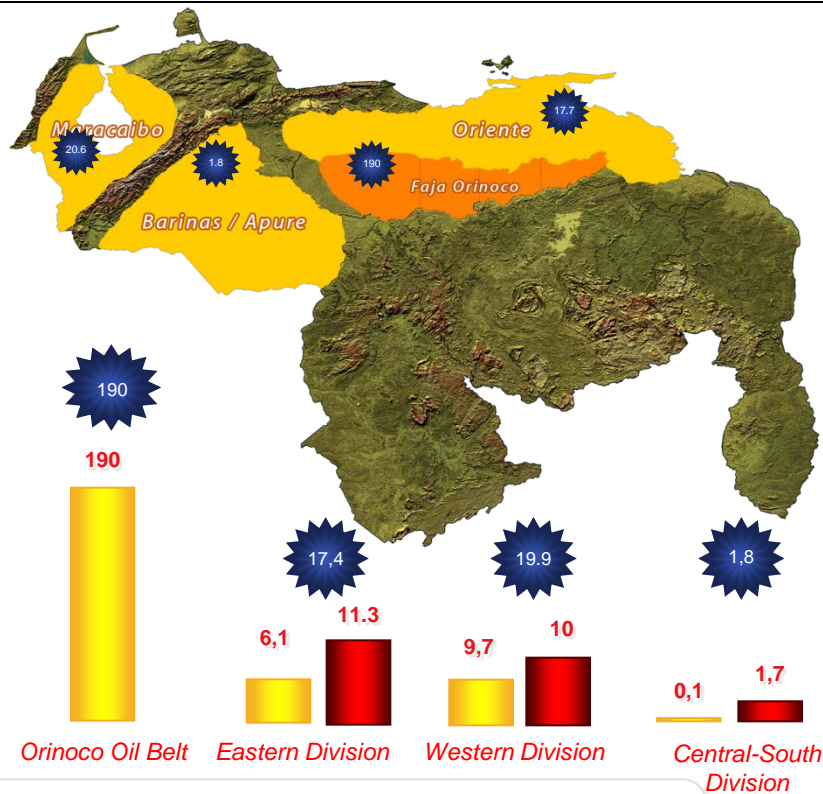 Maracaibo
20.6
1.8
Barinas / Apure
190
Oriente
17.7
Faja Orinoco
190
190
17,4
19.9
1,8
6,1
11.3
9,7
10
0,1
1,7
Orinoco Oil Belt
Eastern Division
Western Division
Central-South
Division